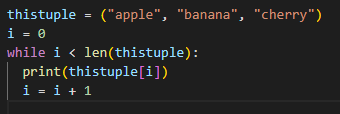 thistuple = ("apple", "banana", "cherry")
i = 0
while i < len(thistuple):
  print(thistuple[i])
  i = i + 1